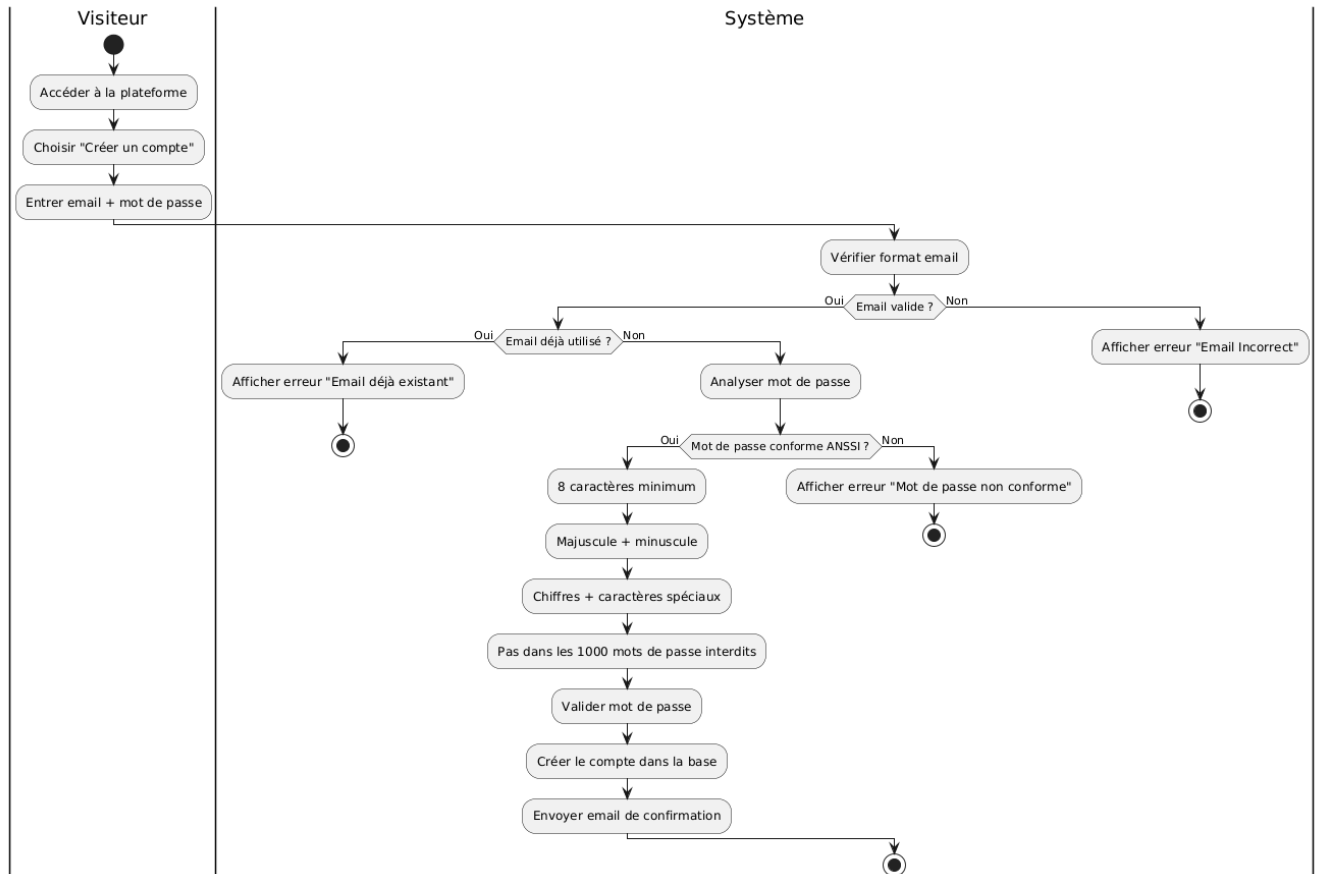 Visiteur
Système
Accéder à la plateforme
Choisir "Créer un compte"
Entrer email + mot de passe
Vérifier format email
Oui
Email valide ?
Non
Oui
Email déjà utilisé ?
Non
Afficher erreur "Email Incorrect"
Afficher erreur "Email déjà existant"
Analyser mot de passe
Oui
Mot de passe conforme ANSSI ?
Non
8 caractères minimum
Afficher erreur "Mot de passe non conforme"
Majuscule + minuscule
Chiffres + caractères spéciaux
Pas dans les 1000 mots de passe interdits
Valider mot de passe
Créer le compte dans la base
Envoyer email de confirmation